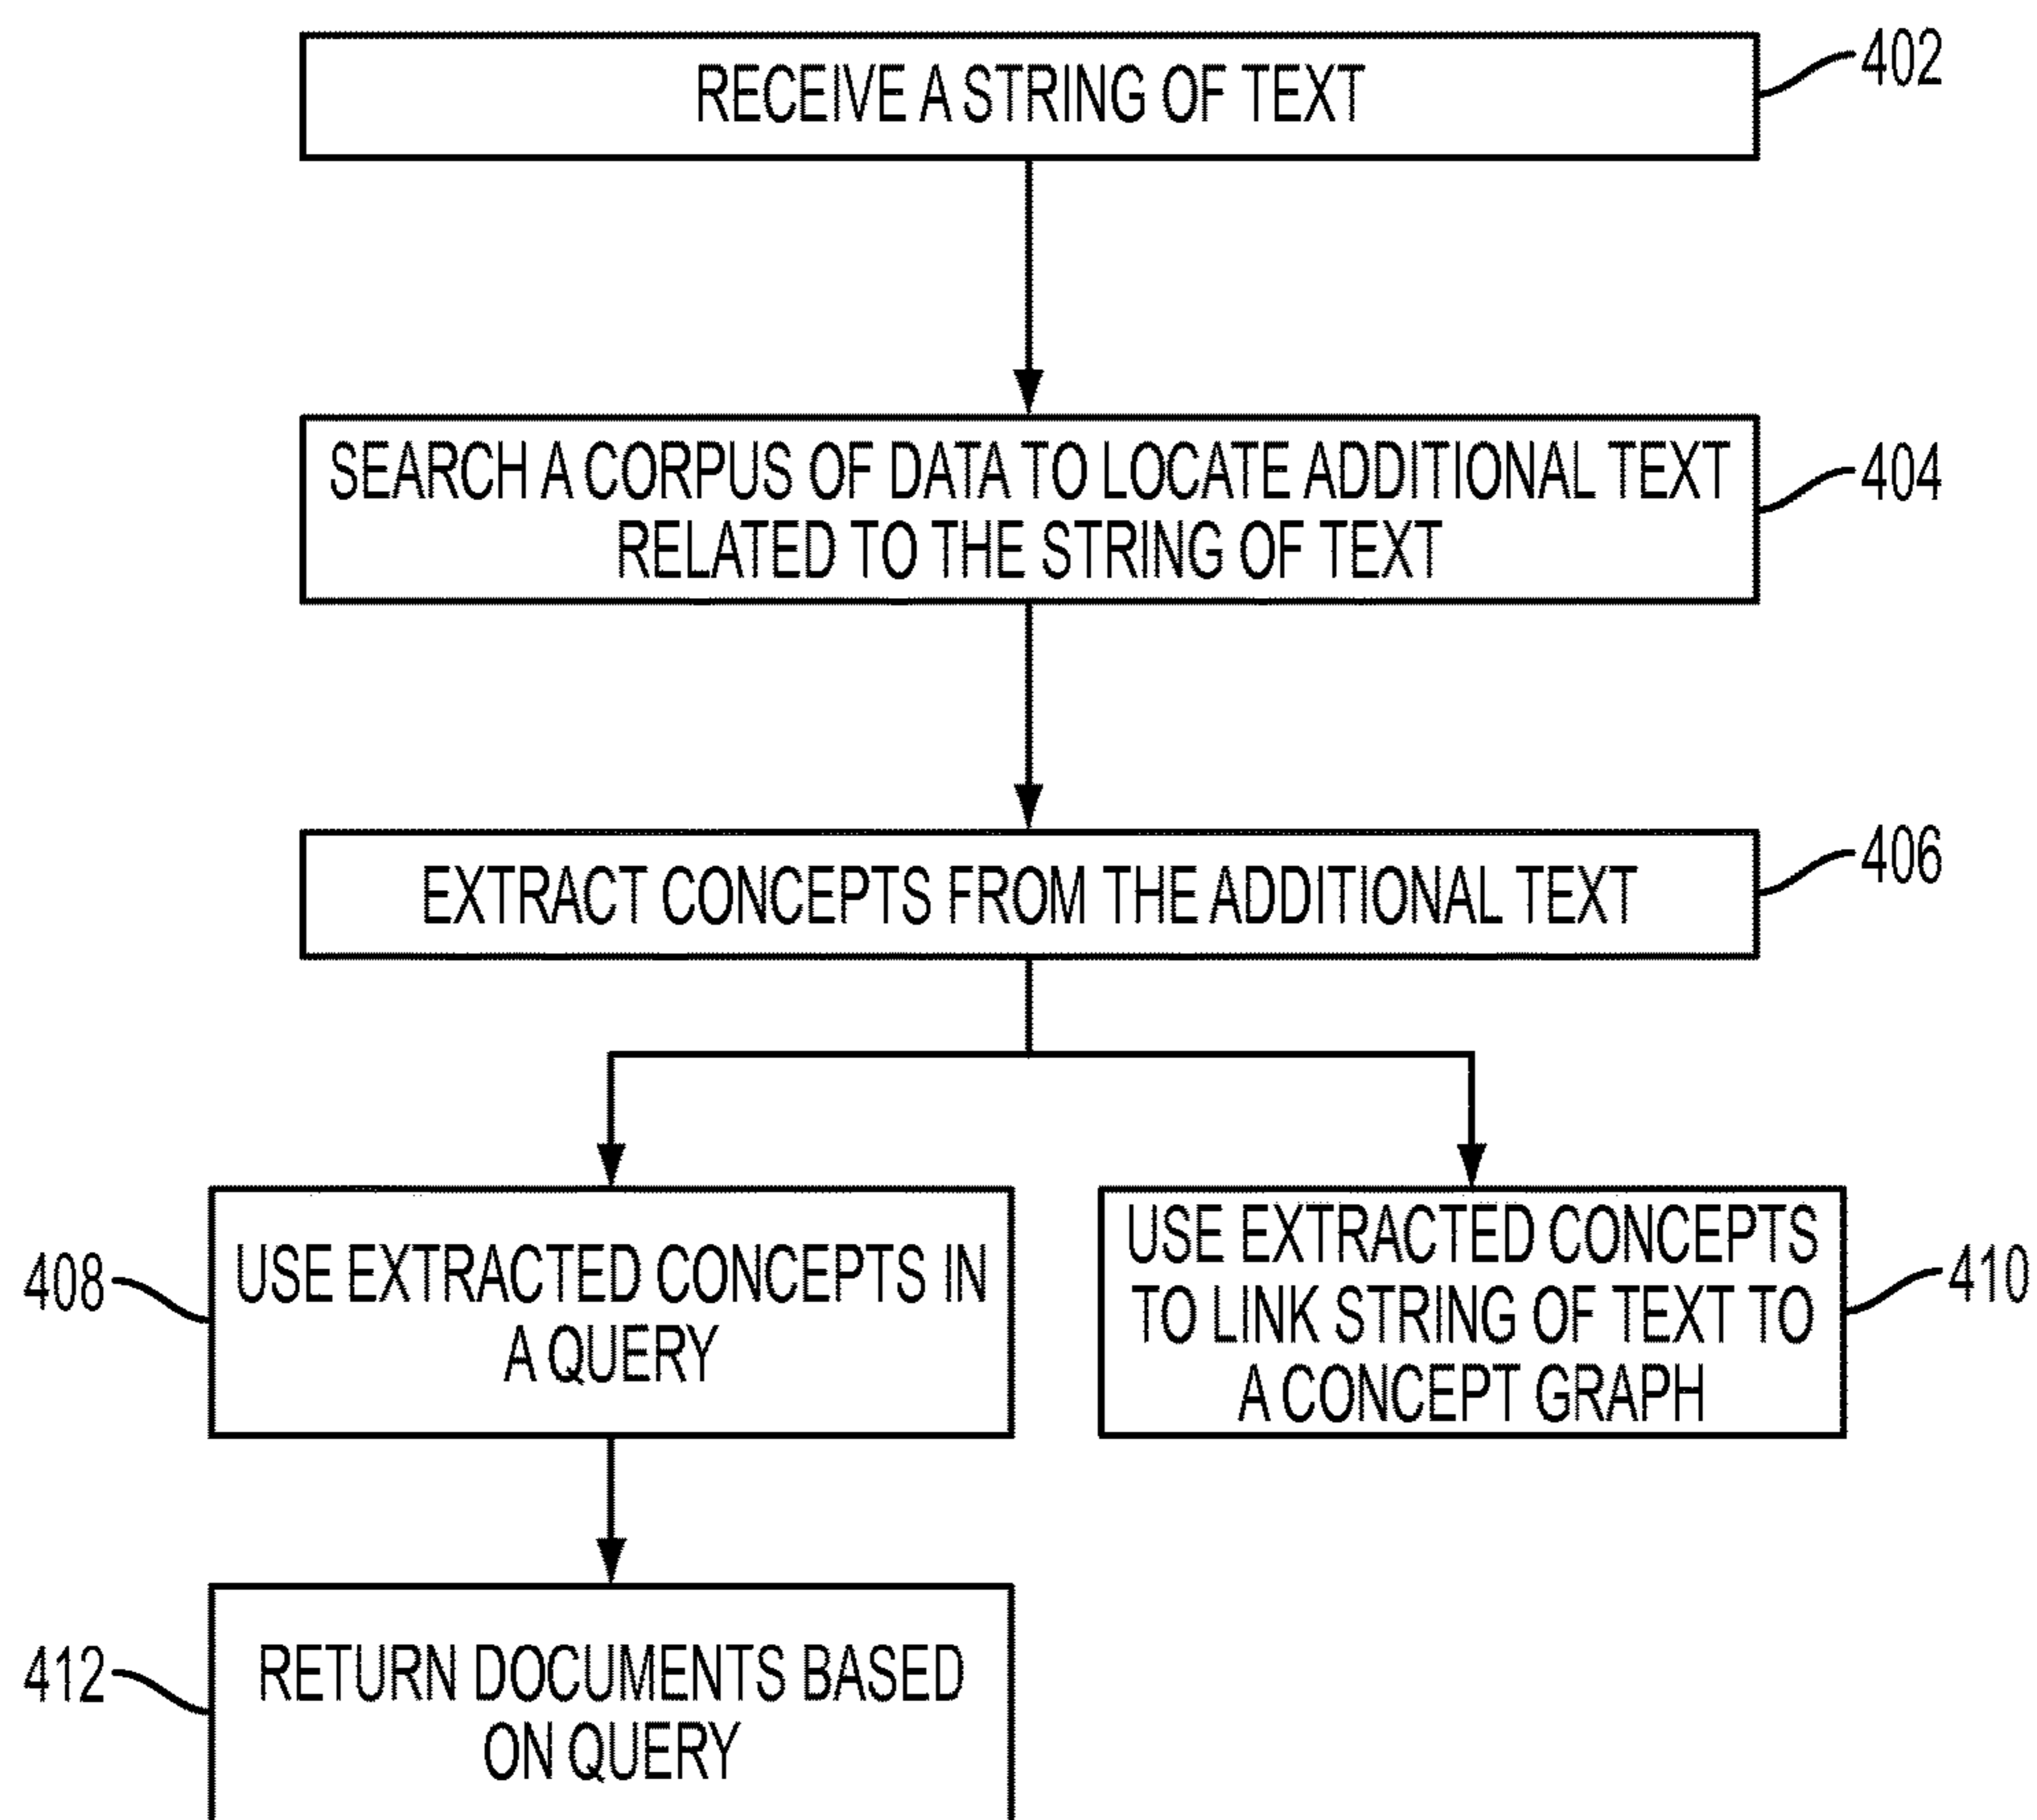 RECEIVE A STRING OF TEXT
402
SEARCH A CORPUS OF DATA TO LOCATE ADDITIONAL TEXT
RELATED TO THE STRING OF TEXT
404
EXTRACT CONCEPTS FROM THE ADDITIONAL TEXT
406
408
USE EXTRACTED CONCEPTS IN
A QUERY
USE EXTRACTED CONCEPTS
TO LINK STRING OF TEXT TO
A CONCEPT GRAPH
410
412
RETURN DOCUMENTS BASED
ON QUERY